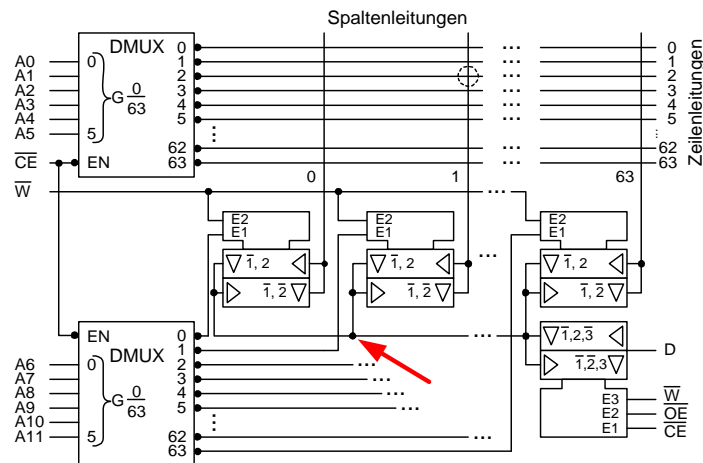 Spaltenleitungen
DMUX
A0 0 0 ... 0
A1 1 ... 1
A2 G 0/63 2 ... 2
A3 3 ... 3
A4 4 ... 4
A5 5 5 ... 5
62 ... 62
C̅E̅ EN 63 ... 63
Zeilenleitungen
0 1 63
W̅ ...
E2 E2 E2
E1 E1 E1
1̅, 2 1̅, 2 ... 1̅, 2
1̅, 2̅ 1̅, 2̅ 1̅, 2̅
EN 0 ... 1̅,2,3̅
DMUX 1 D
A6 0 2 ... 1̅,2̅,3
A7 3 ...
A8 G 0/63 4 ... E3 W̅
A9 5 ... E2 O̅E̅
A10 E1 C̅E̅
A11 5 62 ...
63